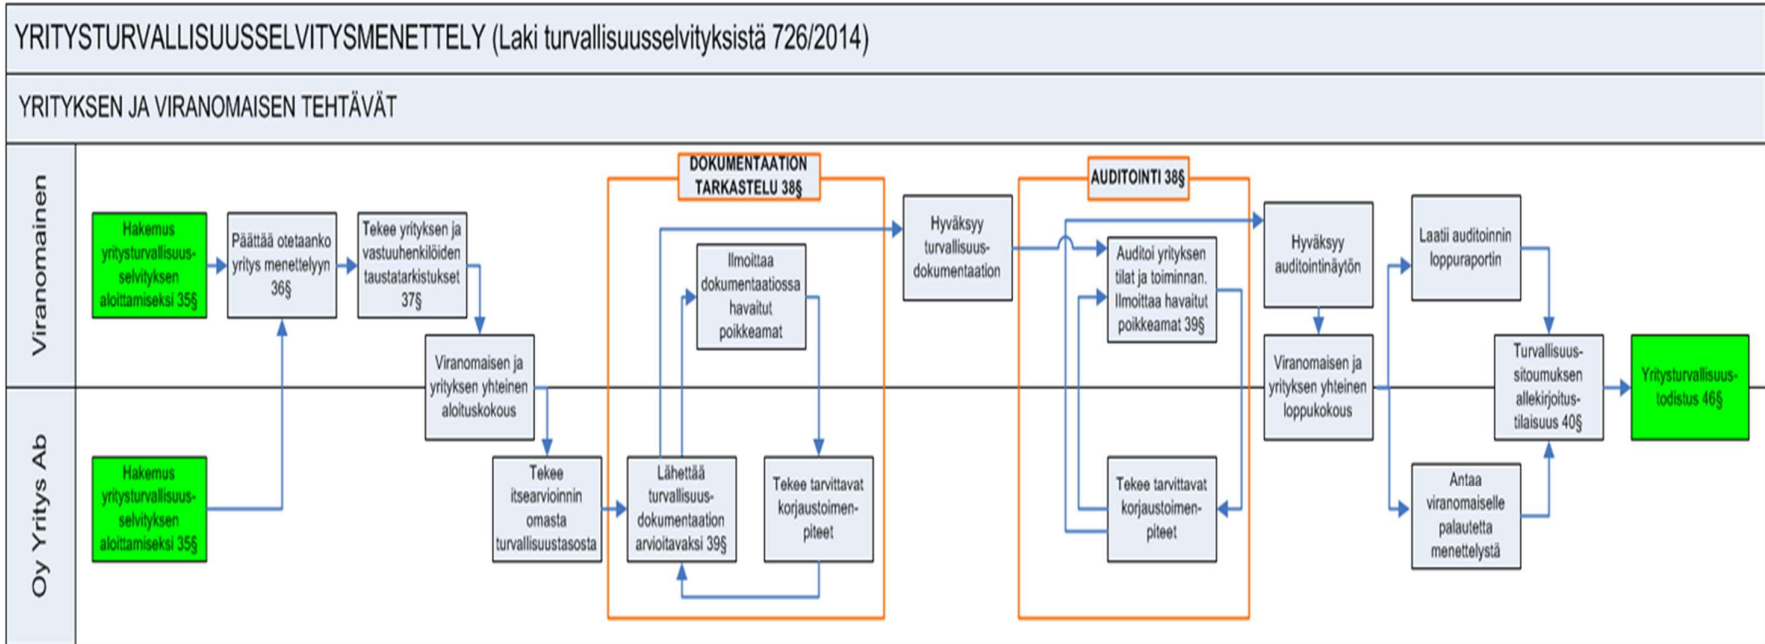 YRITYSTURVALLISUUSSELVITYSMENETTELY (Laki turvallisuusselvityksistä 726/2014)
YRITYKSEN JA VIRANOMAISEN TEHTÄVÄT
Viranomainen
Hakemus
yritysturvallisuus-
selvityksen
aloittamiseksi 35§
Päättää otetaanko
yritys menettelyyn
36§
Tekee yrityksen ja
vastuuhenkilöiden
taustatarkistukset
37§
Viranomaisen ja
yrityksen yhteinen
aloituskokous
DOKUMENTAATION
TARKASTELU 38§
Ilmoittaa
dokumentaatiossa
havaitut
poikkeamat
Hyväksyy
turvallisuus-
dokumentaation
AUDITOINTI 38§
Auditoi yrityksen
tilat ja toiminnan.
Ilmoittaa havaitut
poikkeamat 39§
Hyväksyy
auditointinäytön
Viranomaisen ja
yrityksen yhteinen
loppukokous
Laatii auditoinnin
loppuraportin
Turvallisuus-
sitoumuksen
allekirjoitus-
tilaisuus 40§
Yritysturvallisuus-
todistus 46§
Oy Yritys Ab
Hakemus
yritysturvallisuus-
selvityksen
aloittamiseksi 35§
Tekee
itsearvioinnin
omasta
turvallisuustasosta
Lähettää
turvallisuus-
dokumentaation
arvioitavaksi 39§
Tekee tarvittavat
korjaustoimen-
piteet
Tekee tarvittavat
korjaustoimen-
piteet
Antaa
viranomaiselle
palautetta
menettelystä